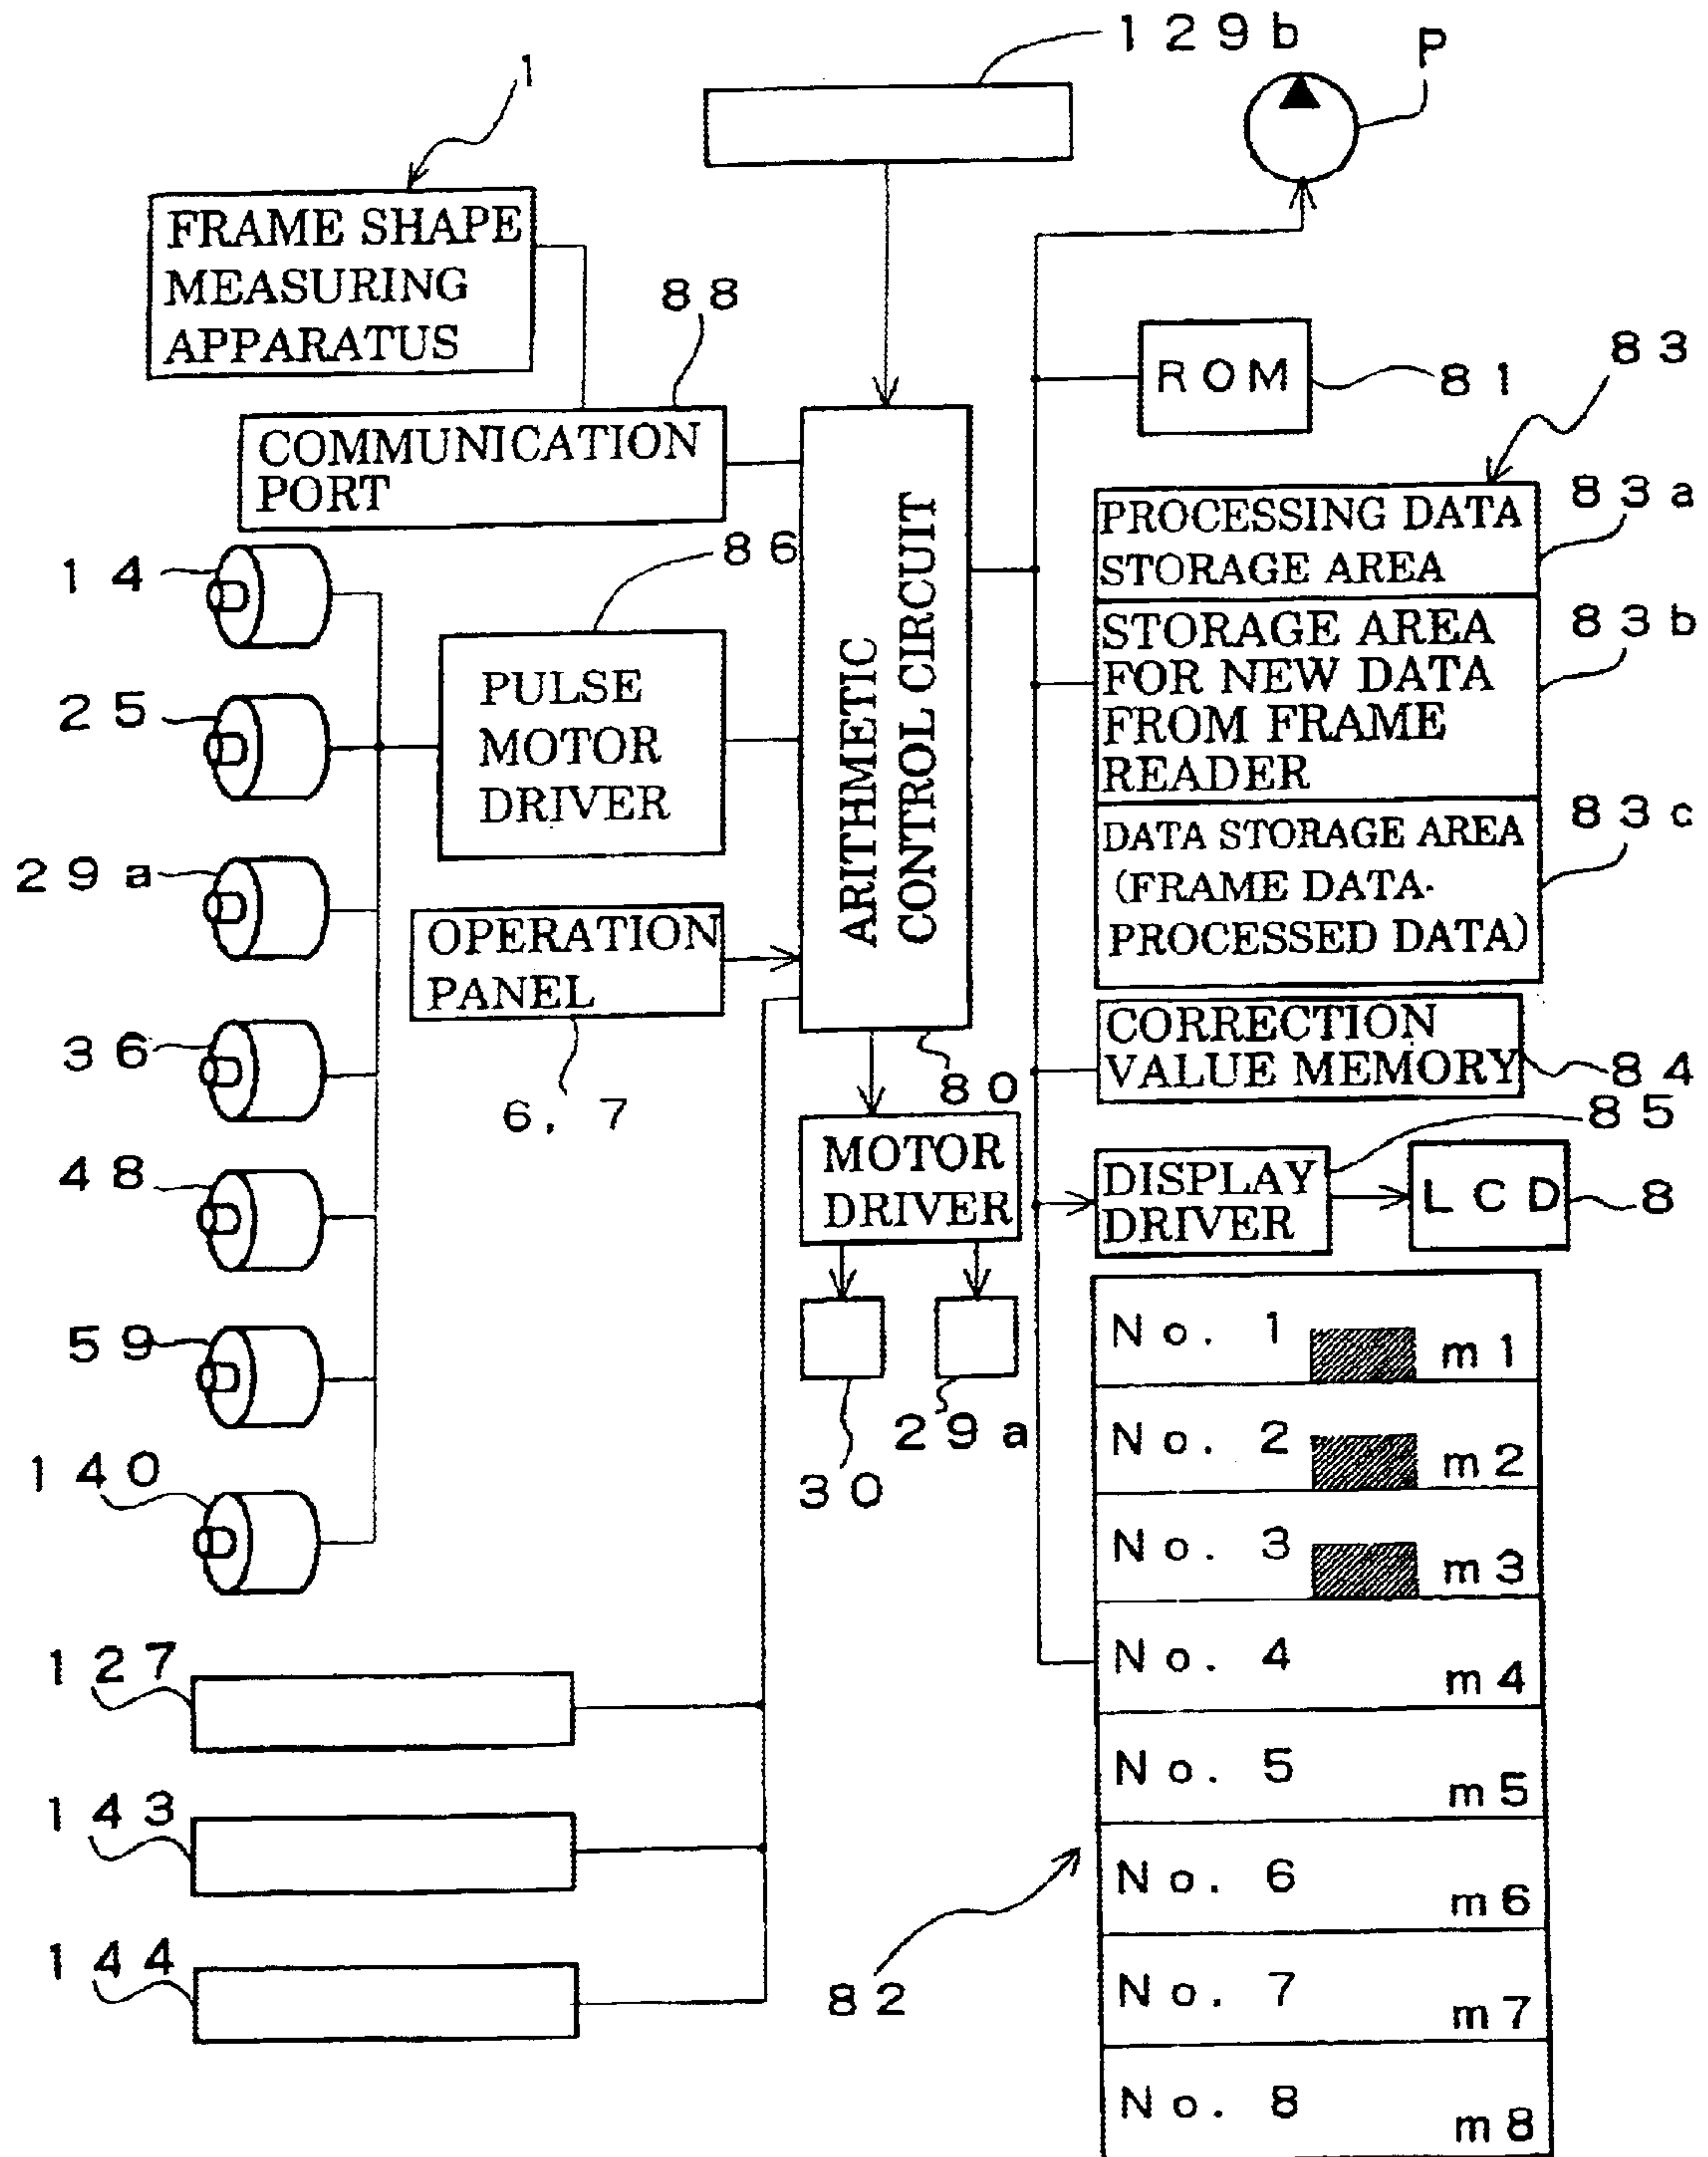 129b
P
1
FRAME SHAPE
MEASURING
APPARATUS
88
COMMUNICATION
PORT
ROM
81
83
PROCESSING DATA
STORAGE AREA
83a
STORAGE AREA
FOR NEW DATA
FROM FRAME
READER
83b
DATA STORAGE AREA
(FRAME DATA·
PROCESSED DATA)
83c
14
25
29a
36
48
59
140
86
PULSE
MOTOR
DRIVER
ARITHMETIC
CONTROL CIRCUIT
80
OPERATION
PANEL
6, 7
CORRECTION
VALUE MEMORY
84
MOTOR
DRIVER
30
29a
85
DISPLAY
DRIVER
LCD
8
No. 1 m1
No. 2 m2
No. 3 m3
No. 4 m4
No. 5 m5
No. 6 m6
No. 7 m7
No. 8 m8
82
127
143
144